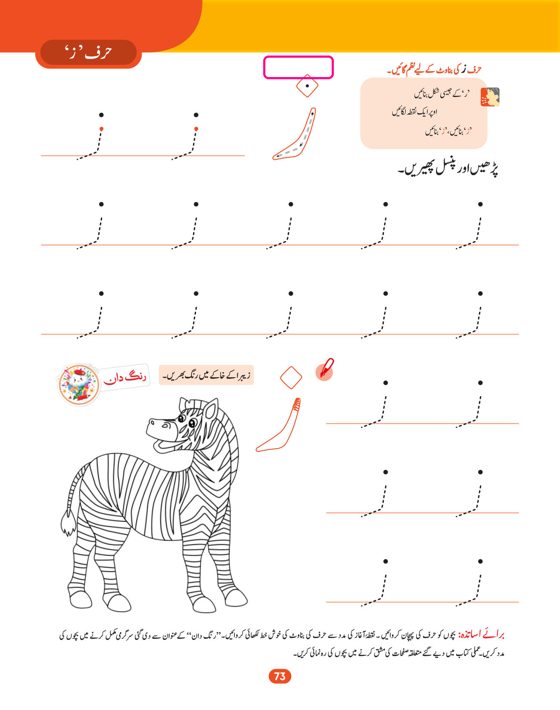 حرف ’ز‘
حرف ز کی بناوٹ کے لیے نظم گائیں۔
’ر‘ کے جیسی شکل بنائیں
اوپر ایک نقطہ لگائیں
’ز‘ بنائیں، ’ز‘ بنائیں
پڑھیں اور پنسل پھیریں۔
ز ز
ز ز ز ز ز
ز ز ز ز ز
رنگ دان
زیبرا کے خاکے میں رنگ بھریں۔
ز ز
ز ز
ز ز
برائے اساتذہ: بچوں کو حرف کی پہچان کروائیں۔ نقطۂ آغاز کی مدد سے حرف کی بناوٹ کی خوش خط لکھائی کروائیں۔ ”رنگ دان“ کے عنوان سے دی گئی سرگرمی مکمل کرنے میں بچوں کی
مدد کریں۔ عملی کتاب میں دیے گئے متعلقہ صفحات کی مشق کرنے میں بچوں کی رہ نمائی کریں۔
73